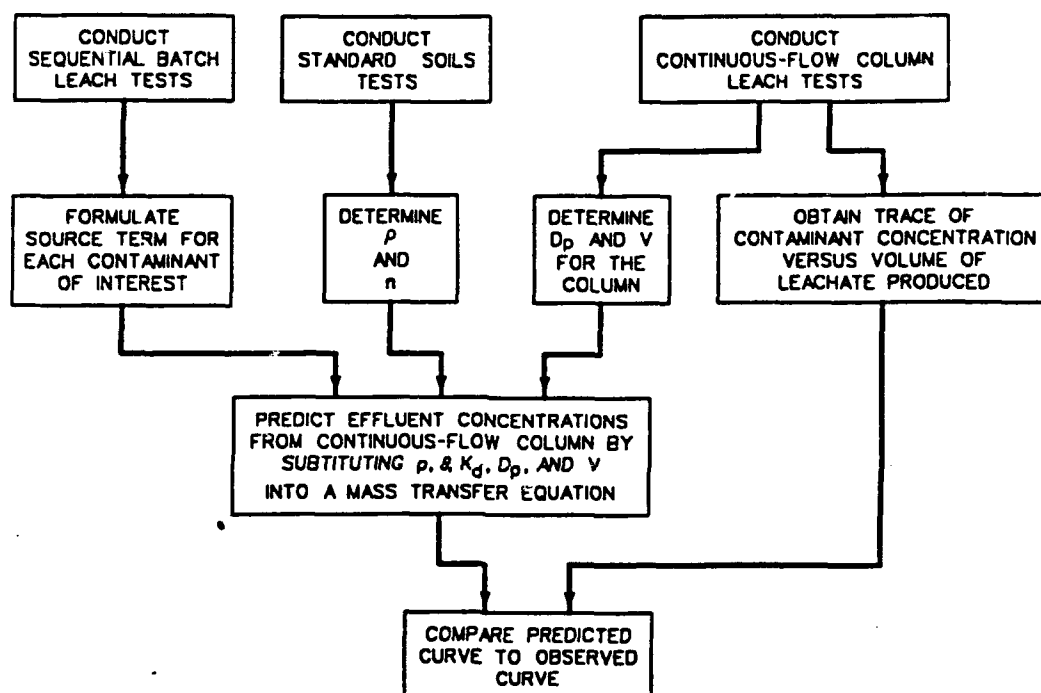 CONDUCT
SEQUENTIAL BATCH
LEACH TESTS
CONDUCT
STANDARD SOILS
TESTS
CONDUCT
CONTINUOUS-FLOW COLUMN
LEACH TESTS
FORMULATE
SOURCE TERM FOR
EACH CONTAMINANT
OF INTEREST
DETERMINE
ρ
AND
n
DETERMINE
Dp AND V
FOR THE
COLUMN
OBTAIN TRACE OF
CONTAMINANT CONCENTRATION
VERSUS VOLUME OF
LEACHATE PRODUCED
PREDICT EFFLUENT CONCENTRATIONS
FROM CONTINUOUS-FLOW COLUMN BY
SUBTITUTING ρ, & Kd, Dp, AND V
INTO A MASS TRANSFER EQUATION
COMPARE PREDICTED
CURVE TO OBSERVED
CURVE